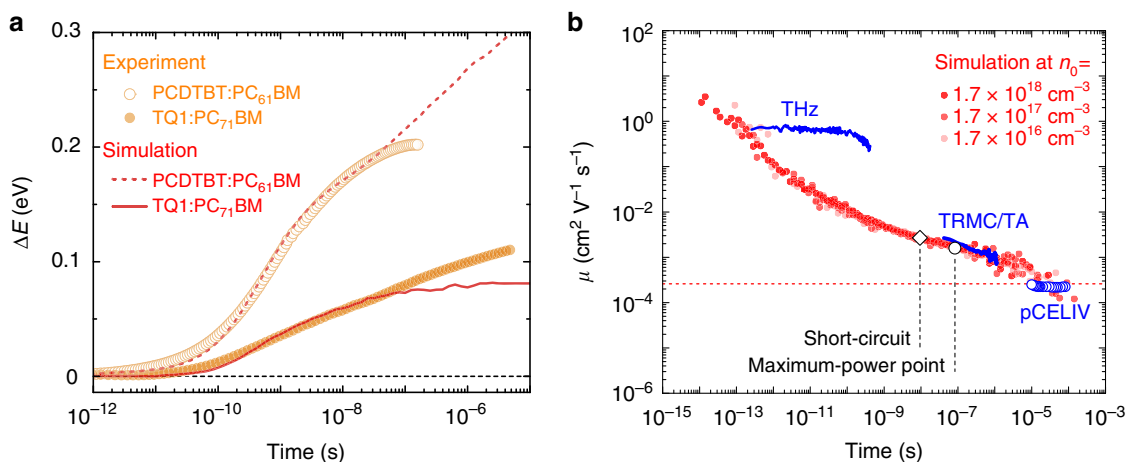 a
0.3
0.2
0.1
0
ΔE (eV)
Experiment
PCDTBT:PC₆₁BM
TQ1:PC₇₁BM
Simulation
PCDTBT:PC₆₁BM
TQ1:PC₇₁BM
10⁻¹² 10⁻¹⁰ 10⁻⁸ 10⁻⁶
Time (s)
b
10²
10⁰
10⁻²
10⁻⁴
10⁻⁶
μ (cm² V⁻¹ s⁻¹)
Simulation at n₀=
1.7 × 10¹⁸ cm⁻³
1.7 × 10¹⁷ cm⁻³
1.7 × 10¹⁶ cm⁻³
THz
TRMC/TA
pCELIV
Short-circuit
Maximum-power point
10⁻¹⁵ 10⁻¹³ 10⁻¹¹ 10⁻⁹ 10⁻⁷ 10⁻⁵ 10⁻³
Time (s)